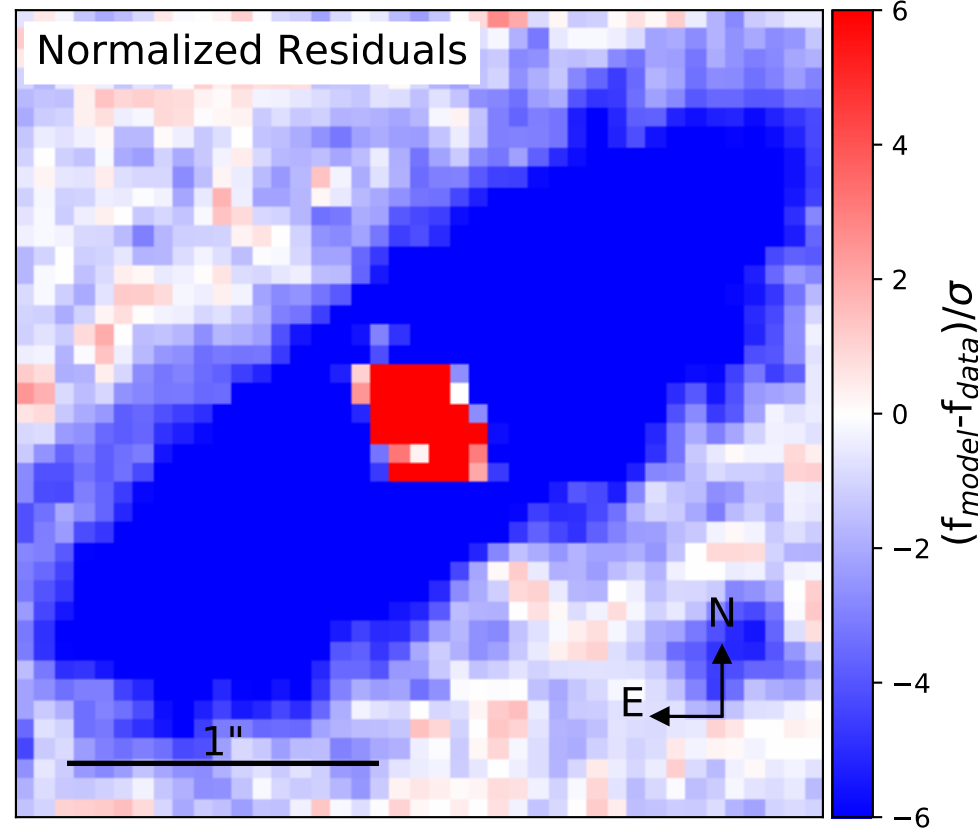 Normalized Residuals
6
4
2
0
−2
−4
−6
(f_model-f_data)/σ
N
E
1"